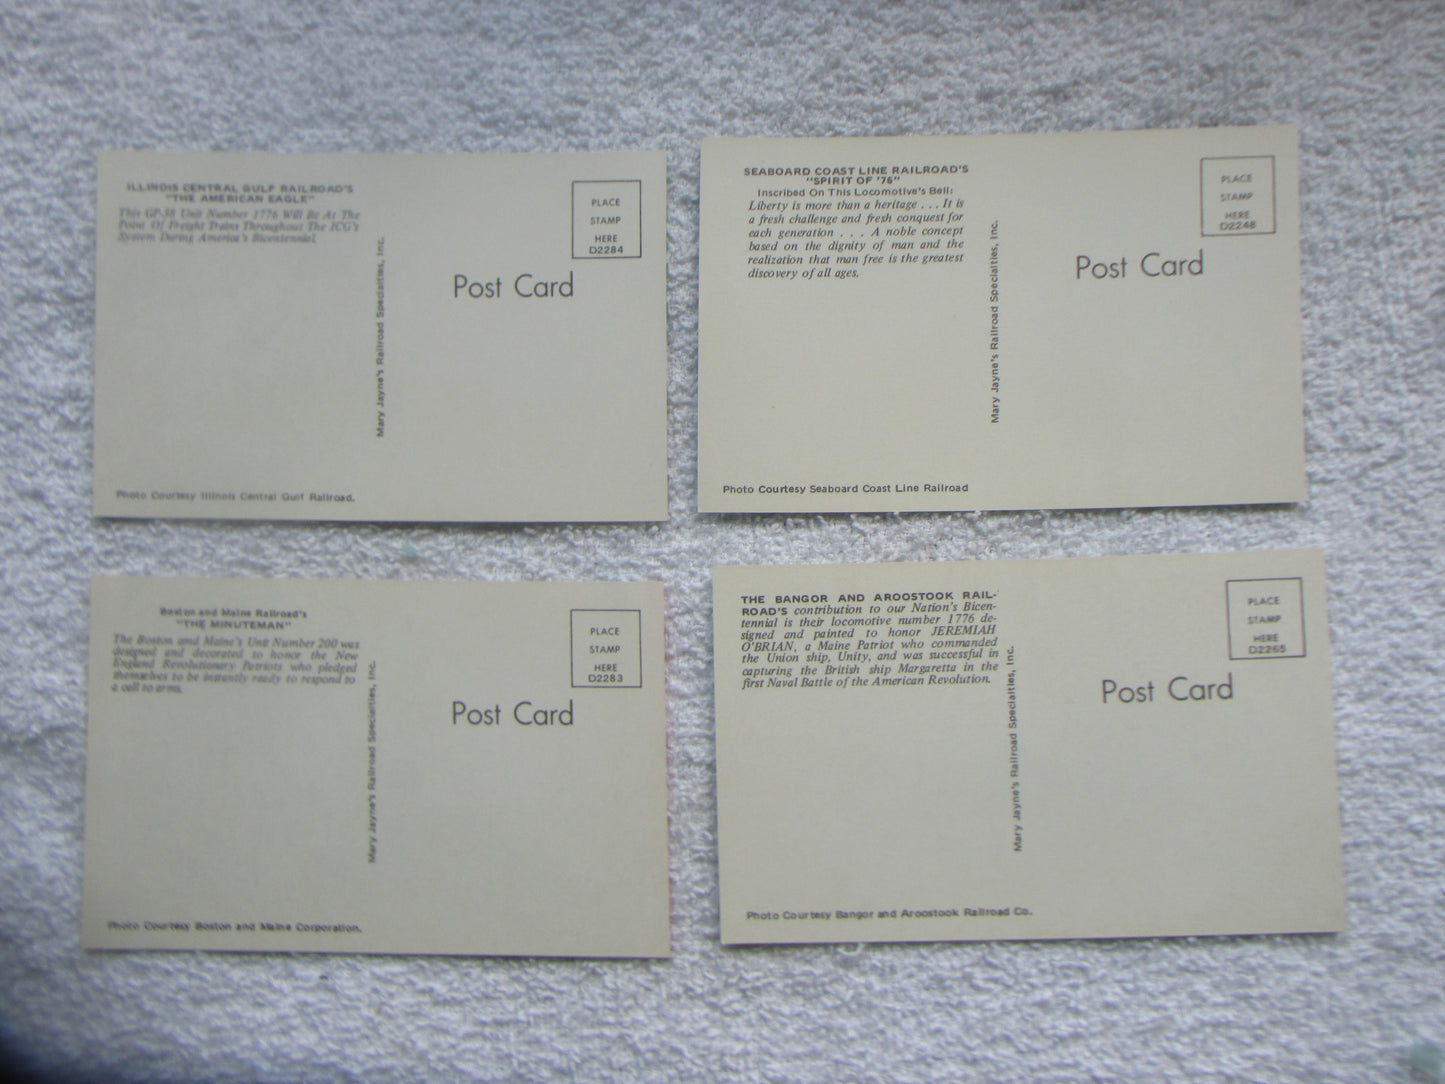 ILLINOIS CENTRAL GULF RAILROAD'S
"THE AMERICAN EAGLE"
This GP-38 Unit Number 1776 Will Be At The
Point Of Freight Trains Throughout The ICG's
System During America's Bicentennial.
PLACE
STAMP
HERE
D2284
Post Card
Mary Jayne's Railroad Specialties, Inc.
Photo Courtesy Illinois Central Gulf Railroad.
SEABOARD COAST LINE RAILROAD'S
"SPIRIT OF '76"
Inscribed On This Locomotive's Bell:
Liberty is more than a heritage . . . It is
a fresh challenge and fresh conquest for
each generation . . . A noble concept
based on the dignity of man and the
realization that man free is the greatest
discovery of all ages.
PLACE
STAMP
HERE
D2248
Post Card
Mary Jayne's Railroad Specialties, Inc.
Photo Courtesy Seaboard Coast Line Railroad
Boston and Maine Railroad's
"THE MINUTEMAN"
The Boston and Maine's Unit Number 200 was
designed and decorated to honor the New
England Revolutionary Patriots who pledged
themselves to be instantly ready to respond to
a call to arms.
PLACE
STAMP
HERE
D2283
Post Card
Mary Jayne's Railroad Specialties, Inc.
Photo Courtesy Boston and Maine Corporation.
THE BANGOR AND AROOSTOOK RAIL-
ROAD'S contribution to our Nation's Bicen-
tennial is their locomotive number 1776 de-
signed and painted to honor JEREMIAH
O'BRIAN, a Maine Patriot who commanded
the Union ship, Unity, and was successful in
capturing the British ship Margaretta in the
first Naval Battle of the American Revolution.
PLACE
STAMP
HERE
D2265
Post Card
Mary Jayne's Railroad Specialties, Inc.
Photo Courtesy Bangor and Aroostook Railroad Co.